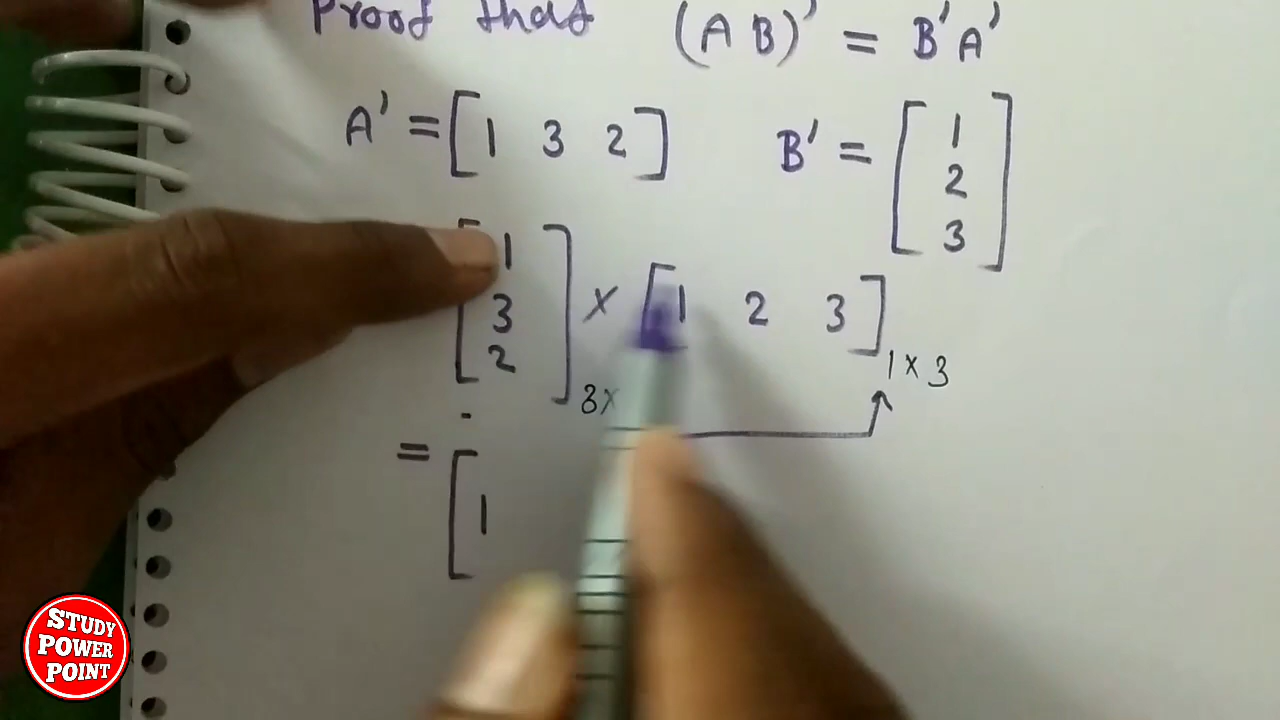 Proof that (AB)' = B'A'
A' = [1 3 2] B' = [1
2
3]
[1
3
2] 3× × [1 2 3] 1×3
= [1
STUDY
POWER
POINT